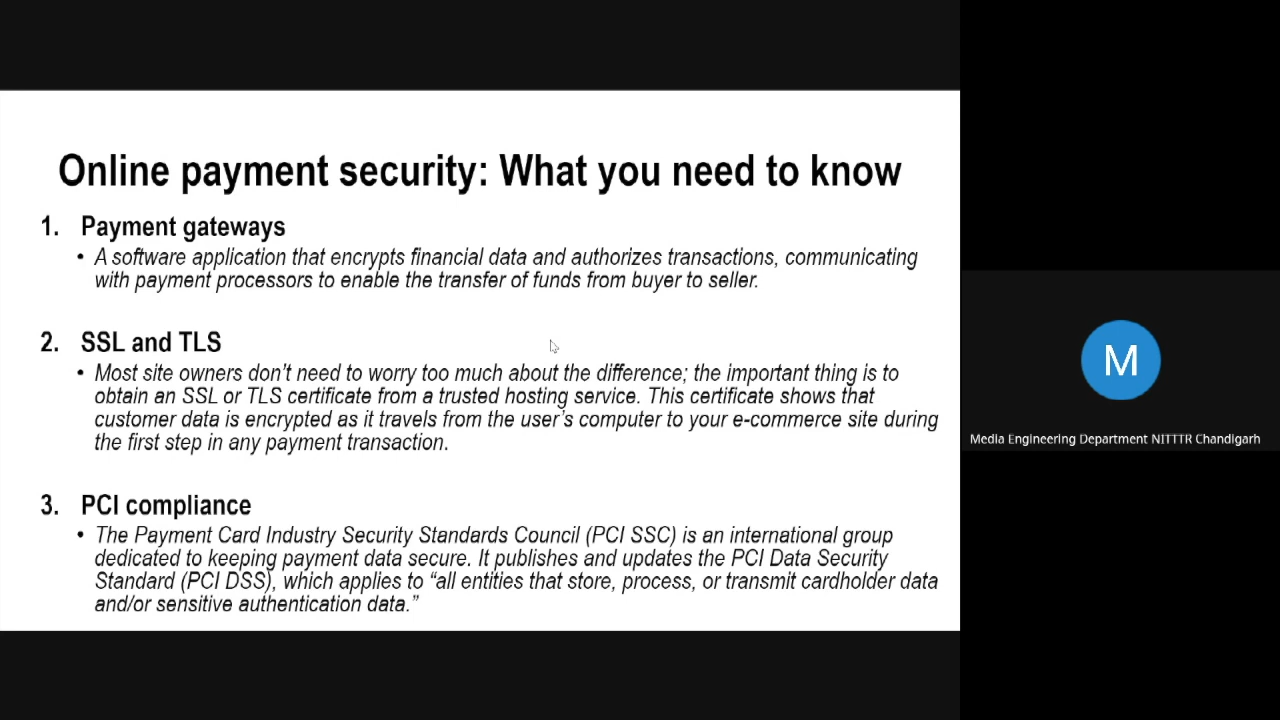 Online payment security: What you need to know
1. Payment gateways
• A software application that encrypts financial data and authorizes transactions, communicating
with payment processors to enable the transfer of funds from buyer to seller.
2. SSL and TLS
• Most site owners don’t need to worry too much about the difference; the important thing is to
obtain an SSL or TLS certificate from a trusted hosting service. This certificate shows that
customer data is encrypted as it travels from the user’s computer to your e-commerce site during
the first step in any payment transaction.
3. PCI compliance
• The Payment Card Industry Security Standards Council (PCI SSC) is an international group
dedicated to keeping payment data secure. It publishes and updates the PCI Data Security
Standard (PCI DSS), which applies to “all entities that store, process, or transmit cardholder data
and/or sensitive authentication data.”
M
Media Engineering Department NITTTR Chandigarh